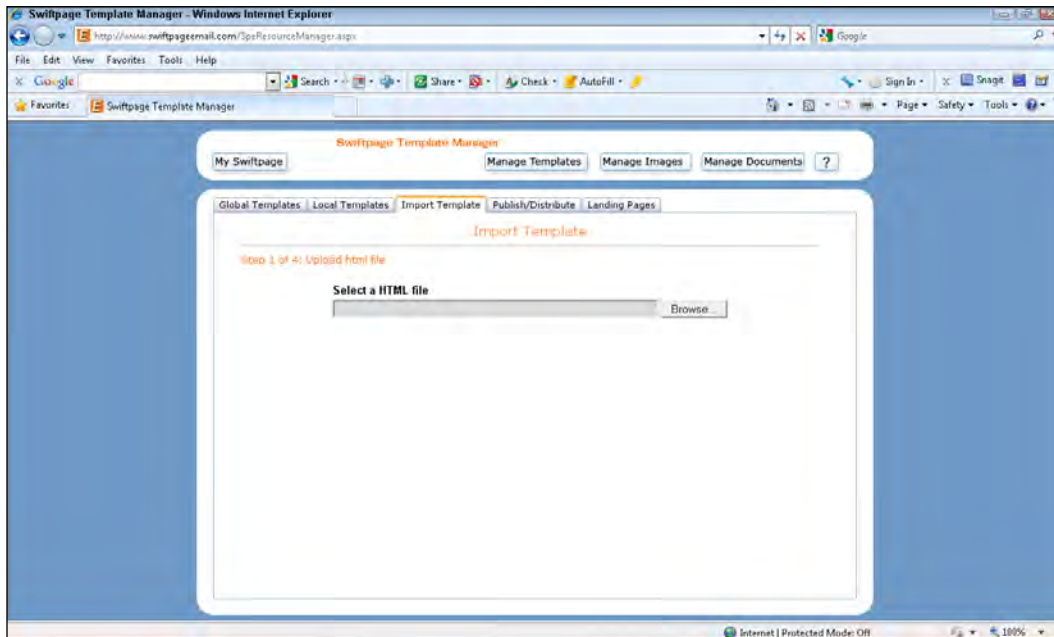 Swiftpage Template Manager - Windows Internet Explorer
http://www.swiftpageemail.com/SpeResourceManager.aspx
Google
File Edit View Favorites Tools Help
x Google Search Share Check AutoFill Sign In x Snagit
Favorites Swiftpage Template Manager Page Safety Tools
Swiftpage Template Manager
My Swiftpage Manage Templates Manage Images Manage Documents ?
Global Templates Local Templates Import Template Publish/Distribute Landing Pages
Import Template
Step 1 of 4: Upload html file
Select a HTML file
Browse...
Internet | Protected Mode: Off 100%